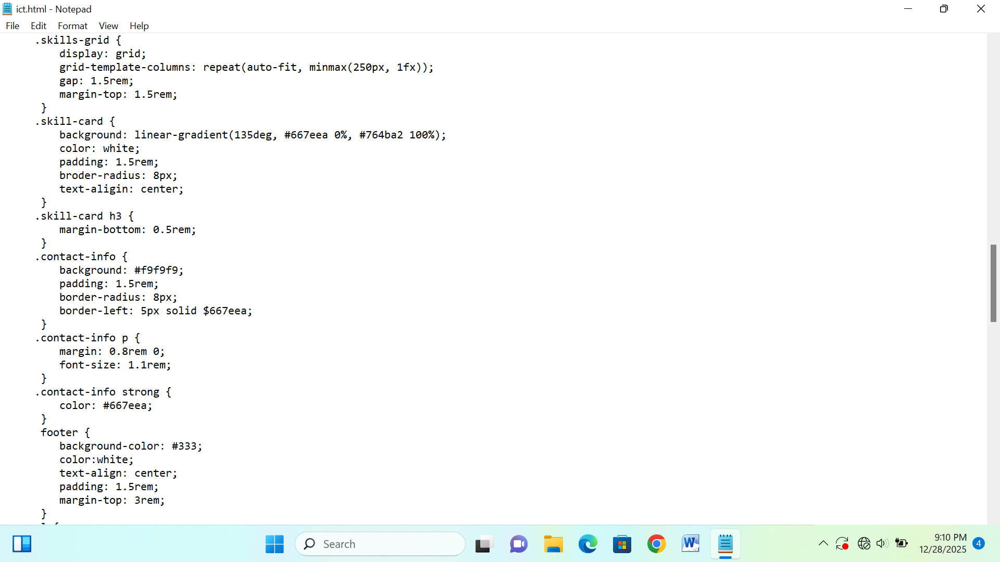 ict.html - Notepad
File Edit Format View Help
.skills-grid {
display: grid;
grid-template-columns: repeat(auto-fit, minmax(250px, 1fx));
gap: 1.5rem;
margin-top: 1.5rem;
}
.skill-card {
background: linear-gradient(135deg, #667eea 0%, #764ba2 100%);
color: white;
padding: 1.5rem;
broder-radius: 8px;
text-aligin: center;
}
.skill-card h3 {
margin-bottom: 0.5rem;
}
.contact-info {
background: #f9f9f9;
padding: 1.5rem;
border-radius: 8px;
border-left: 5px solid $667eea;
}
.contact-info p {
margin: 0.8rem 0;
font-size: 1.1rem;
}
.contact-info strong {
color: #667eea;
}
footer {
background-color: #333;
color:white;
text-align: center;
padding: 1.5rem;
margin-top: 3rem;
}
Search
W
9:10 PM
12/28/2025
4